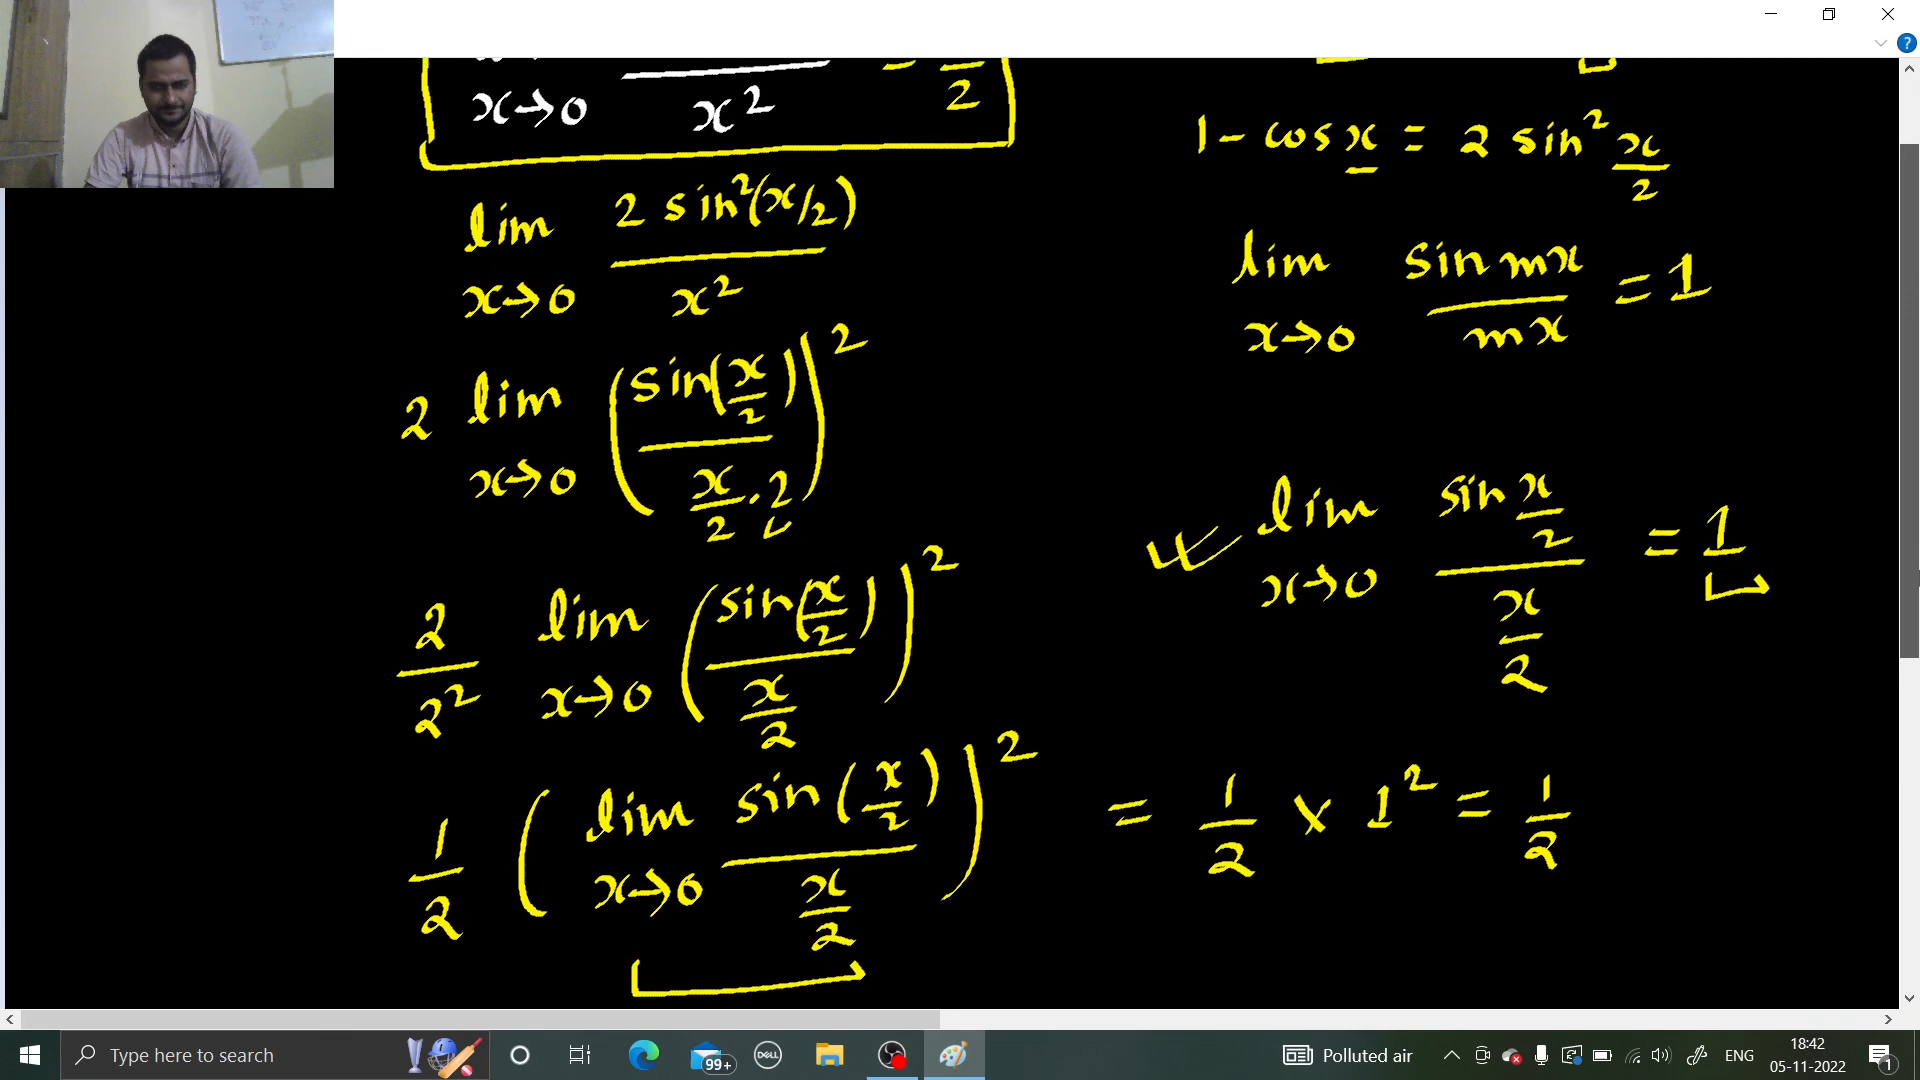 x→0 x² = 2
lim 2 sin²(x/2)
x→0 x²
2 lim (sin(x/2) / (x/2 . 2))²
x→0
2/2² lim (sin(x/2) / (x/2))²
x→0
1/2 (lim sin(x/2) / (x/2))² = 1/2 x 1² = 1/2
x→0
1 - cos x = 2 sin² x/2
lim sin mx / mx = 1
x→0
lim sin x/2 / (x/2) = 1
x→0
Type here to search
99+
DELL
Polluted air
ENG
18:42
05-11-2022
1